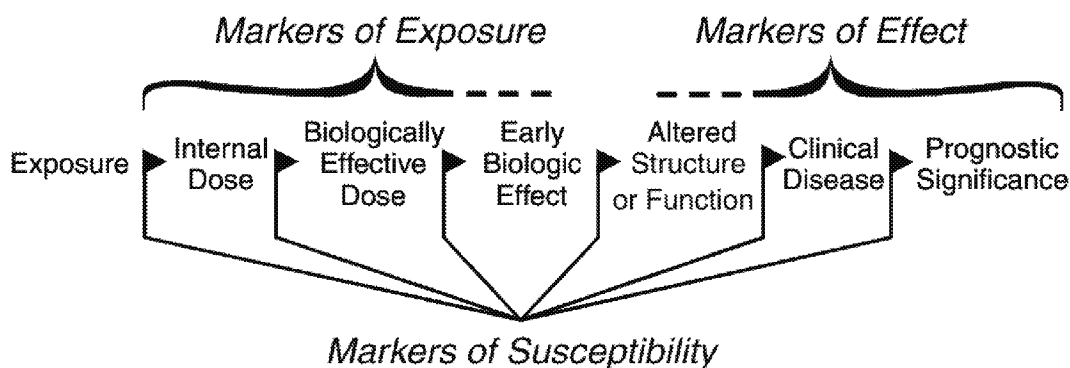 Markers of Exposure
Markers of Effect
Exposure
Internal
Dose
Biologically
Effective
Dose
Early
Biologic
Effect
Altered
Structure
or Function
Clinical
Disease
Prognostic
Significance
Markers of Susceptibility